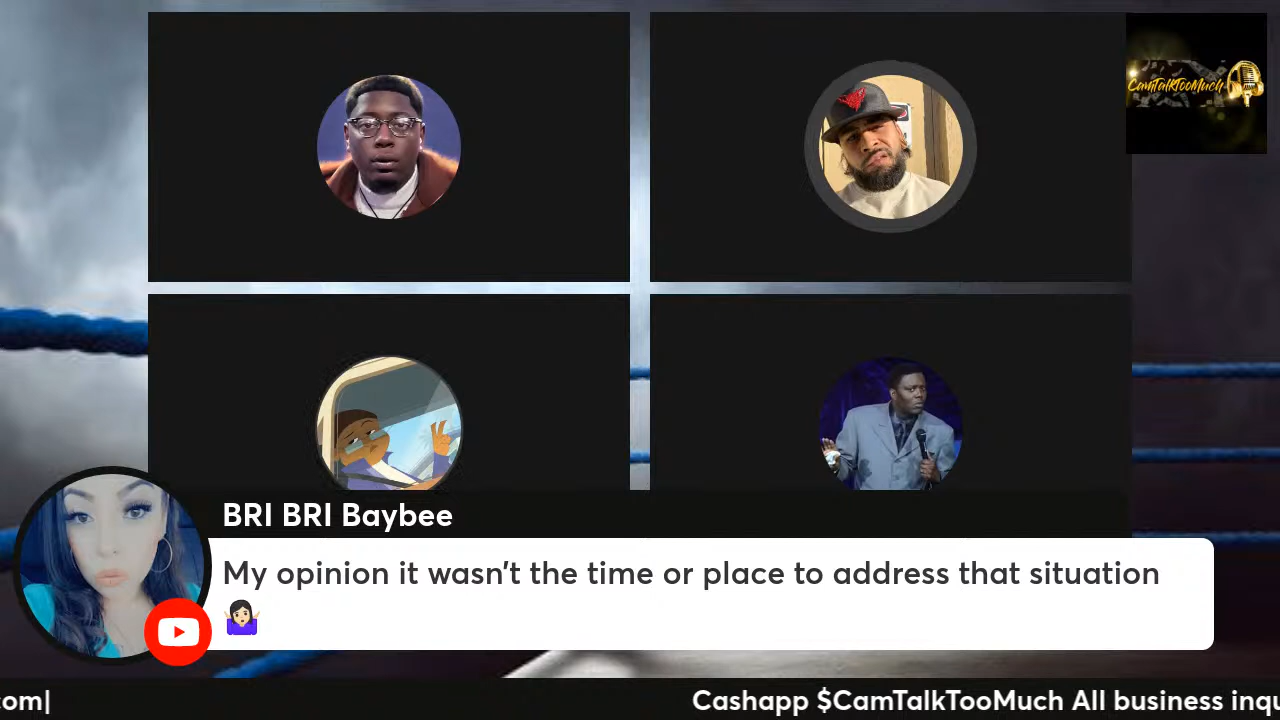 CamTalkTooMuch
BRI BRI Baybee
My opinion it wasn't the time or place to address that situation
🤷🏻‍♀️
com|
Cashapp $CamTalkTooMuch All business inqu